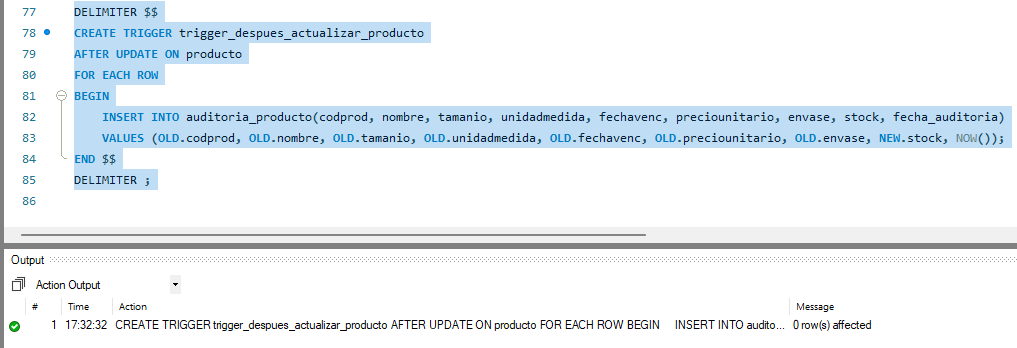 77 DELIMITER $$
78 CREATE TRIGGER trigger_despues_actualizar_producto
79 AFTER UPDATE ON producto
80 FOR EACH ROW
81 BEGIN
82 INSERT INTO auditoria_producto(codprod, nombre, tamanio, unidadmedida, fechavenc, preciounitario, envase, stock, fecha_auditoria)
83 VALUES (OLD.codprod, OLD.nombre, OLD.tamanio, OLD.unidadmedida, OLD.fechavenc, OLD.preciounitario, OLD.envase, NEW.stock, NOW());
84 END $$
85 DELIMITER ;
86
Output
Action Output
# Time Action Message
1 17:32:32 CREATE TRIGGER trigger_despues_actualizar_producto AFTER UPDATE ON producto FOR EACH ROW BEGIN INSERT INTO audito... 0 row(s) affected